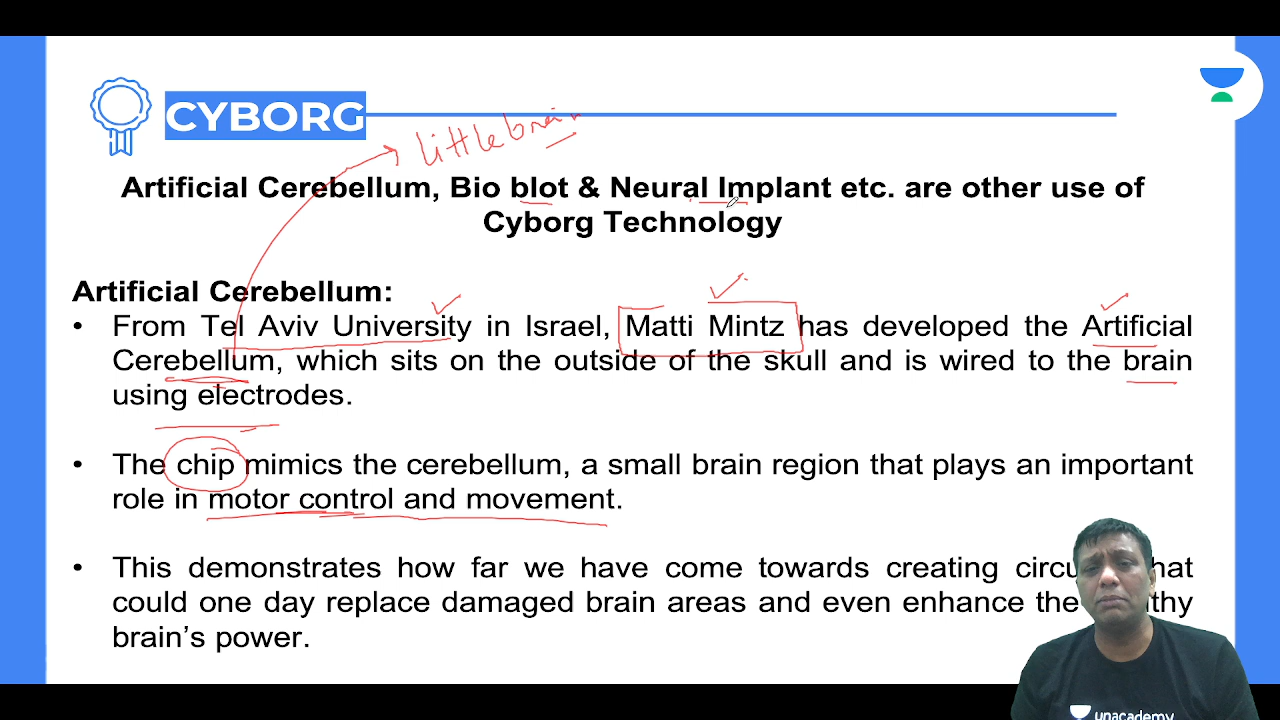 CYBORG
little brain
Artificial Cerebellum, Bio blot & Neural Implant etc. are other use of
Cyborg Technology
Artificial Cerebellum:
• From Tel Aviv University in Israel, Matti Mintz has developed the Artificial
Cerebellum, which sits on the outside of the skull and is wired to the brain
using electrodes.
• The chip mimics the cerebellum, a small brain region that plays an important
role in motor control and movement.
• This demonstrates how far we have come towards creating that
could one day replace damaged brain areas and even enhance the
brain's power.
unacademy